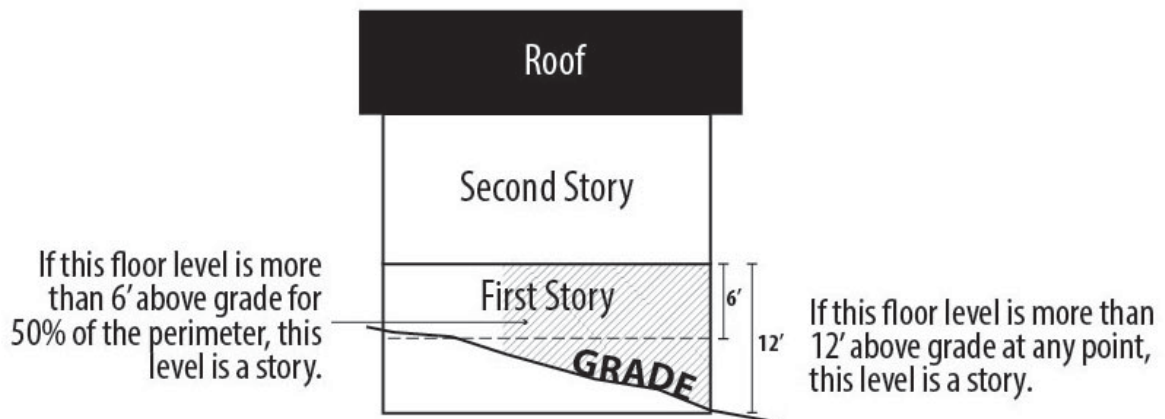 Roof
Second Story
If this floor level is more
than 6' above grade for
50% of the perimeter, this
level is a story.
First Story
6'
12'
GRADE
If this floor level is more than
12' above grade at any point,
this level is a story.